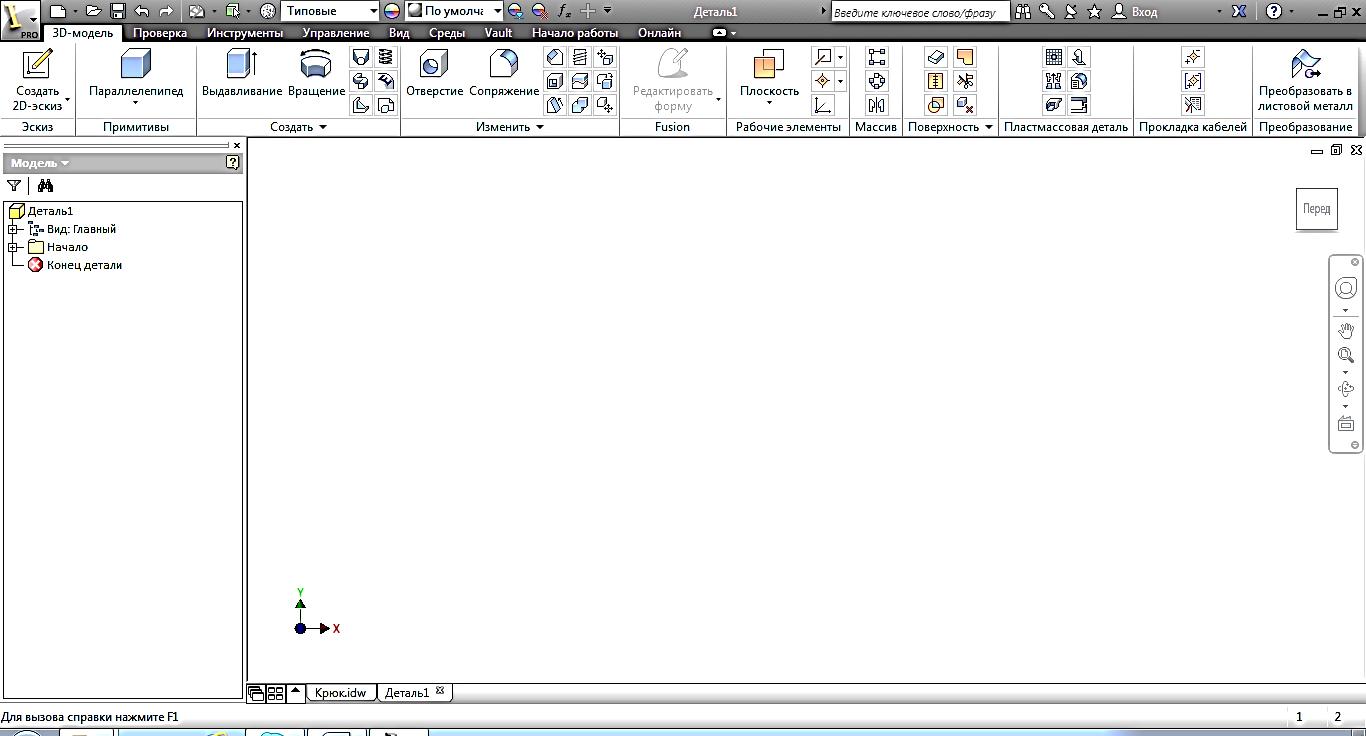 Типовые По умолча fx Деталь1 Введите ключевое слово/фразу Вход
PRO 3D-модель Проверка Инструменты Управление Вид Среды Vault Начало работы Онлайн
Создать 2D-эскиз
Параллелепипед
Выдавливание Вращение
Отверстие Сопряжение
Редактировать форму
Плоскость
Преобразовать в листовой металл
Эскиз Примитивы Создать Изменить Fusion Рабочие элементы Массив Поверхность Пластмассовая деталь Прокладка кабелей Преобразование
Модель
Деталь1
Вид: Главный
Начало
Конец детали
Перед
Y
X
Крюк.idw Деталь1
Для вызова справки нажмите F1 1 2